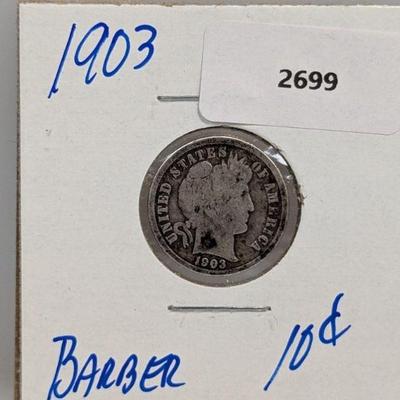 1903
2699
UNITED STATES OF AMERICA
1903
BARBER 10¢